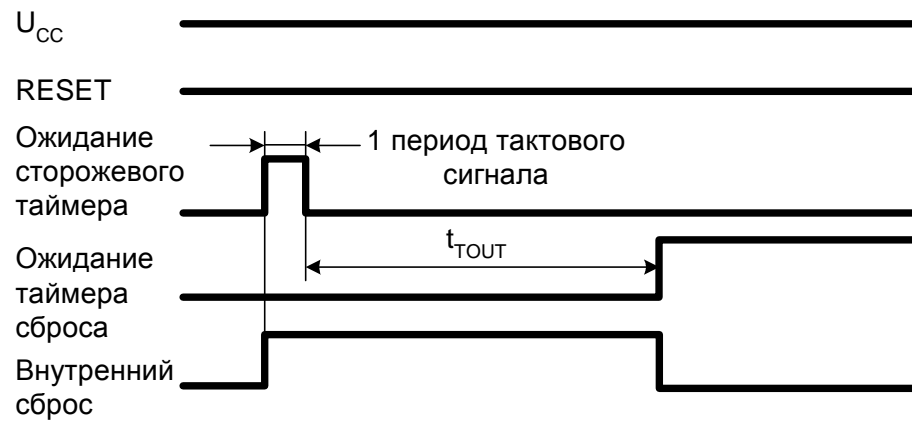 U_CC
RESET
Ожидание
сторожевого
таймера
1 период тактового
сигнала
t_TOUT
Ожидание
таймера
сброса
Внутренний
сброс